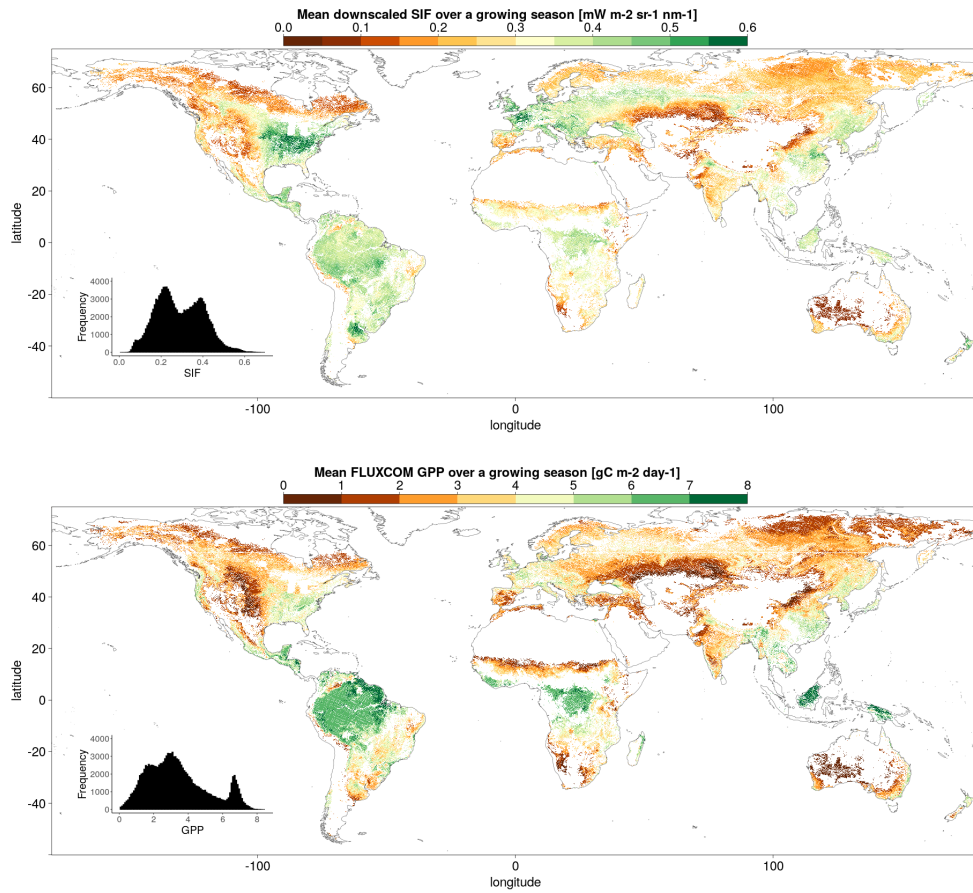 Mean downscaled SIF over a growing season [mW m-2 sr-1 nm-1]
0.0 0.1 0.2 0.3 0.4 0.5 0.6
latitude
60
40
20
0
-20
-40
Frequency
4000
3000
2000
1000
0
0.0 0.2 0.4 0.6
SIF
-100 0 100
longitude
Mean FLUXCOM GPP over a growing season [gC m-2 day-1]
0 1 2 3 4 5 6 7 8
latitude
60
40
20
0
-20
-40
Frequency
4000
3000
2000
1000
0
0 2 4 6 8
GPP
-100 0 100
longitude